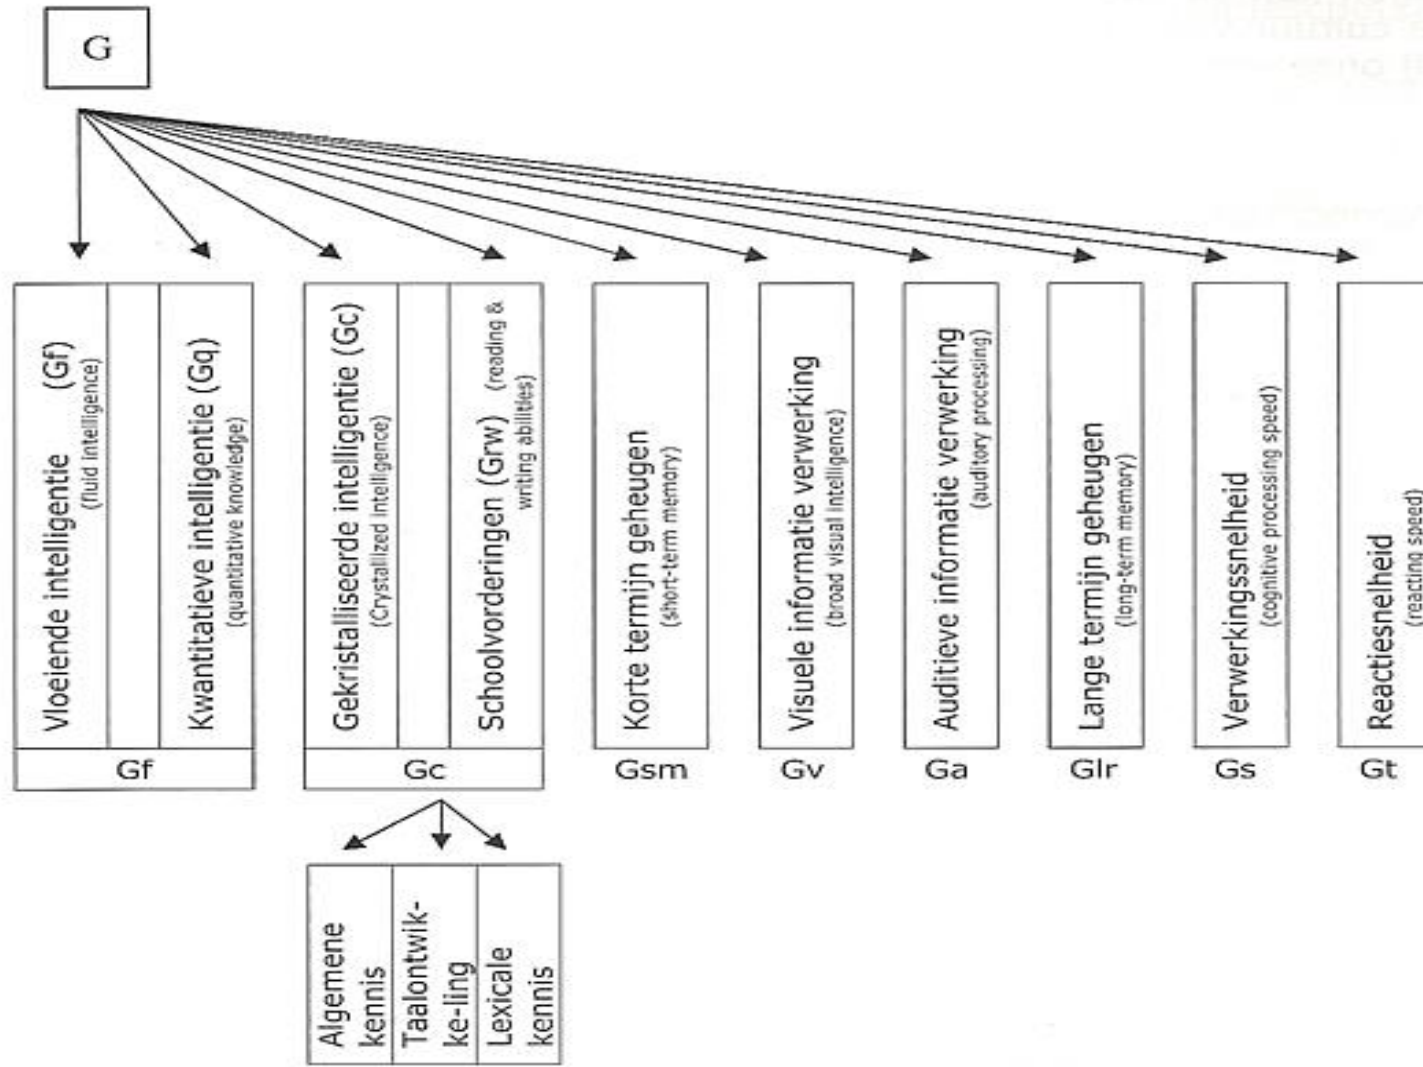 G
Vloeiende intelligentie (Gf)
(fluid intelligence)
Kwantitatieve intelligentie (Gq)
(quantitative knowledge)
Gekristalliseerde intelligentie (Gc)
(Crystallized intelligence)
Schoolvorderingen (Grw) (reading &
writing abilities)
Korte termijn geheugen
(short-term memory)
Visuele informatie verwerking
(broad visual intelligence)
Auditieve informatie verwerking
(auditory processing)
Lange termijn geheugen
(long-term memory)
Verwerkingssnelheid
(cognitive processing speed)
Reactiesnelheid
(reacting speed)
Gf
Gc
Gsm
Gv
Ga
Glr
Gs
Gt
Algemene
kennis
Taalontwik-
ke-ling
Lexicale
kennis